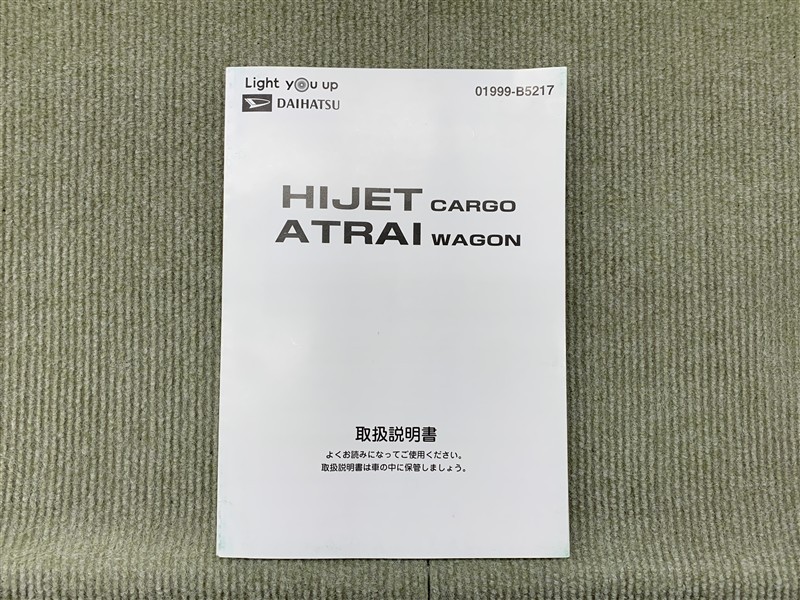 Light you up
DAIHATSU
01999-B5217
HIJET CARGO
ATRAI WAGON
取扱説明書
よくお読みになってご使用ください。
取扱説明書は車の中に保管しましょう。